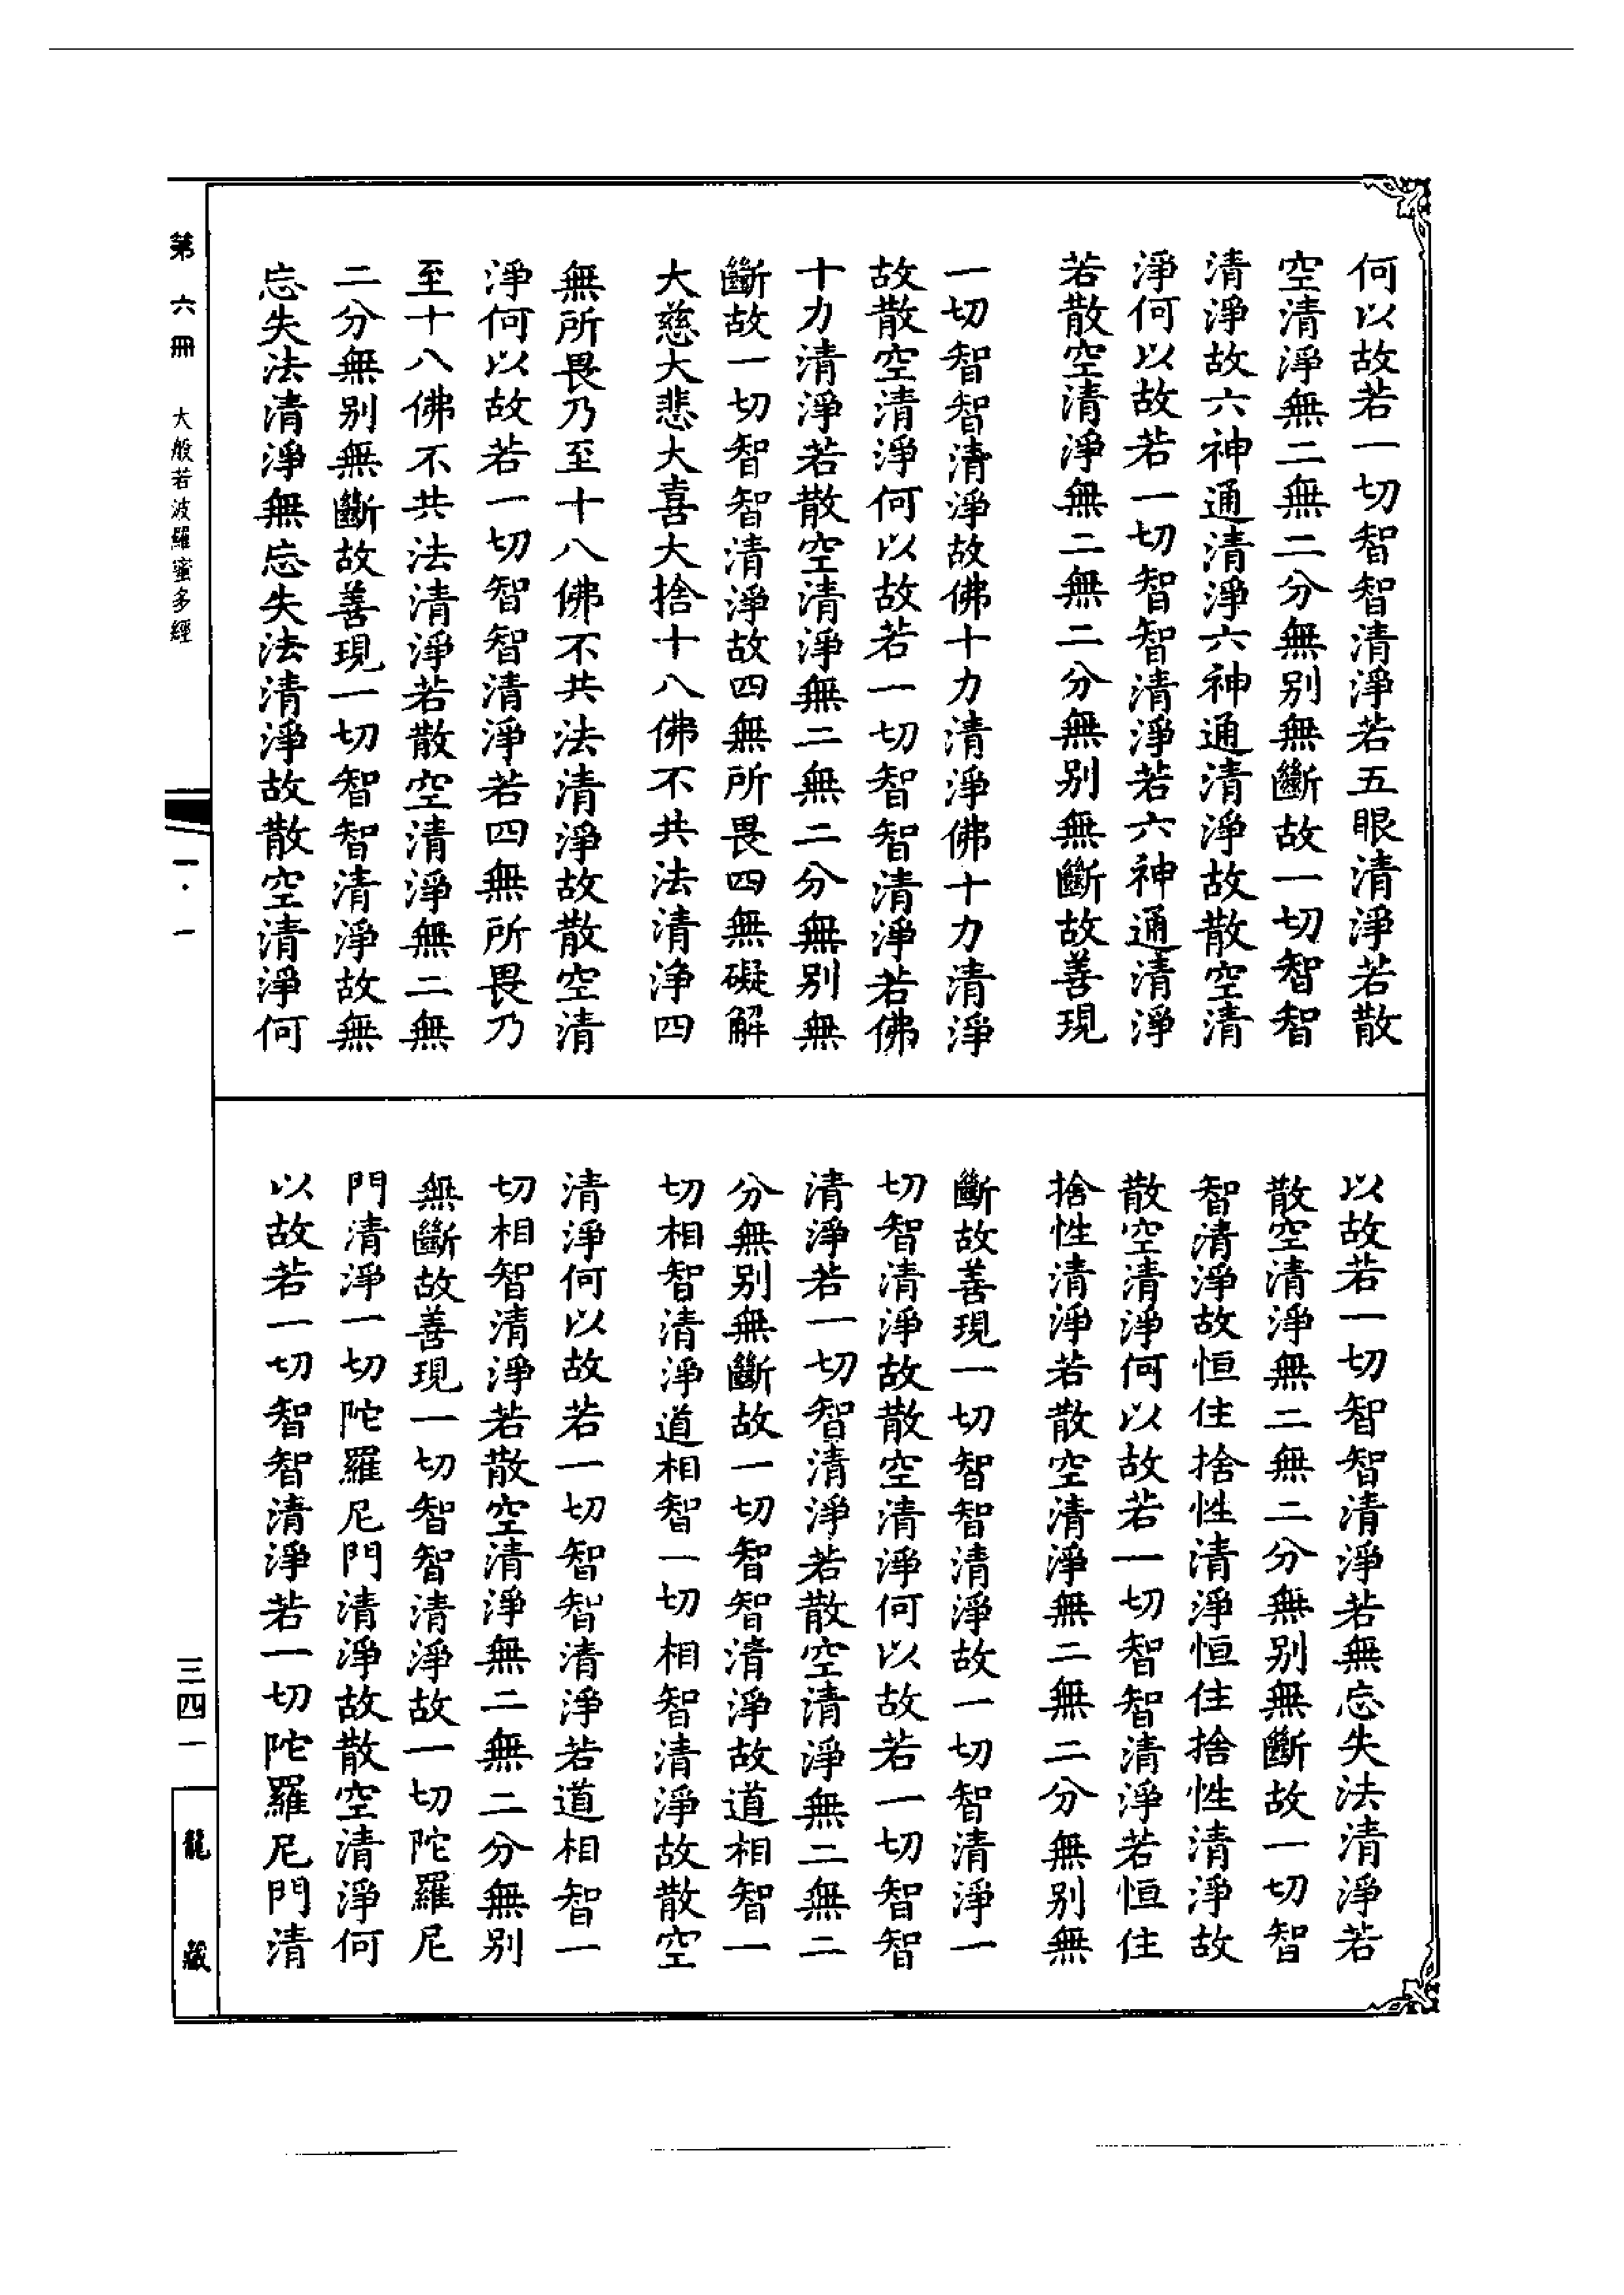 何以故若一切智智清淨若五眼清淨若散
空清淨無二無二分無别無斷故一切智智
清淨故六神通清淨六神通清淨故散空清
淨何以故若一切智智清淨若六神通清淨
若散空清淨無二無二分無别無斷故善現
一切智智清淨故佛十力清淨佛十力清淨
故散空清淨何以故若一切智智清淨若佛
十力清淨若散空清淨無二無二分無别無
斷故一切智智清淨故四無所畏四無礙解
大慈大悲大喜大捨十八佛不共法清淨四
無所畏乃至十八佛不共法清淨故散空清
淨何以故若一切智智清淨若四無所畏乃
至十八佛不共法清淨若散空清淨無二無
二分無别無斷故善現一切智智清淨故無
忘失法清淨無忘失法清淨故散空清淨何
以故若一切智智清淨若無忘失法清淨若
散空清淨無二無二分無别無斷故一切智
智清淨故恒住捨性清淨恒住捨性清淨故
散空清淨何以故若一切智智清淨若恒住
捨性清淨若散空清淨無二無二分無别無
斷故善現一切智智清淨故一切智清淨一
切智清淨故散空清淨何以故若一切智智
清淨若一切智清淨若散空清淨無二無二
分無别無斷故一切智智清淨故道相智一
切相智清淨道相智一切相智清淨故散空
清淨何以故若一切智智清淨若道相智一
切相智清淨若散空清淨無二無二分無别
無斷故善現一切智智清淨故一切陀羅尼
門清淨一切陀羅尼門清淨故散空清淨何
以故若一切智智清淨若一切陀羅尼門清
第六冊 大般若波羅蜜多經
一·一
三四一
龍藏